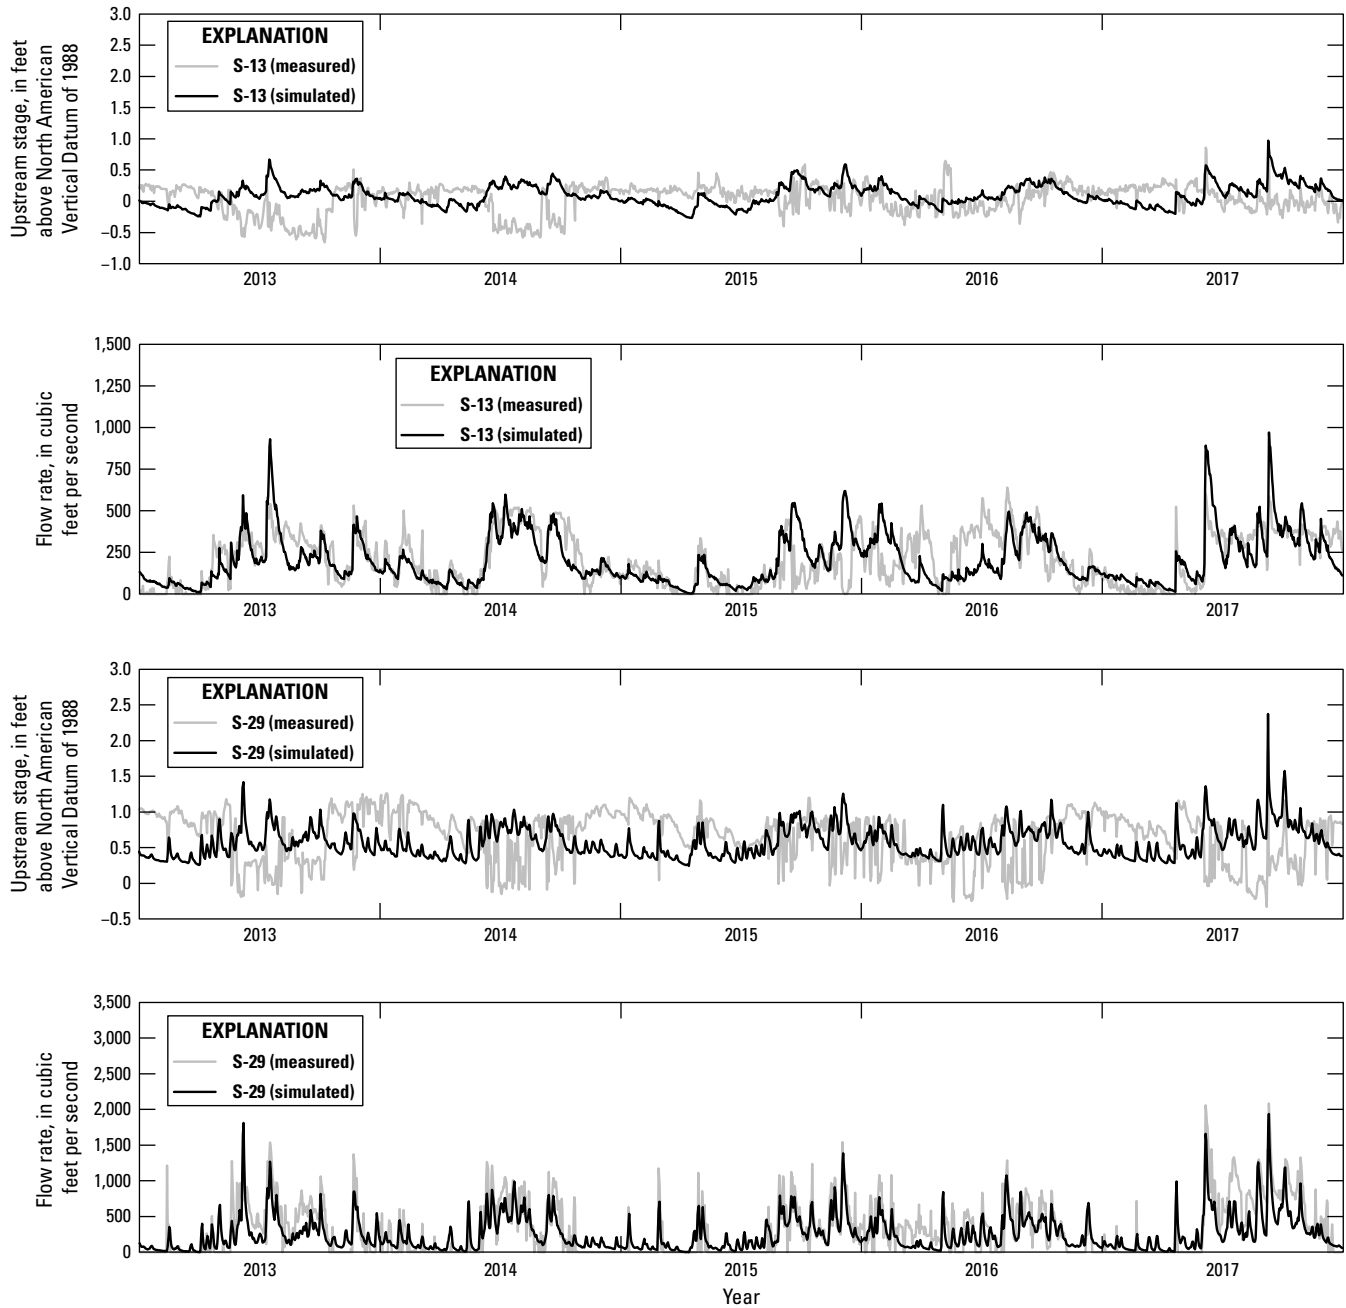 Upstream stage, in feet
above North American
Vertical Datum of 1988
3.0
2.5
2.0
1.5
1.0
0.5
0
–0.5
–1.0
EXPLANATION
S-13 (measured)
S-13 (simulated)
2013 2014 2015 2016 2017
Flow rate, in cubic
feet per second
1,500
1,250
1,000
750
500
250
0
EXPLANATION
S-13 (measured)
S-13 (simulated)
2013 2014 2015 2016 2017
Upstream stage, in feet
above North American
Vertical Datum of 1988
3.0
2.5
2.0
1.5
1.0
0.5
0
–0.5
EXPLANATION
S-29 (measured)
S-29 (simulated)
2013 2014 2015 2016 2017
Flow rate, in cubic
feet per second
3,500
3,000
2,500
2,000
1,500
1,000
500
0
EXPLANATION
S-29 (measured)
S-29 (simulated)
2013 2014 2015 2016 2017
Year